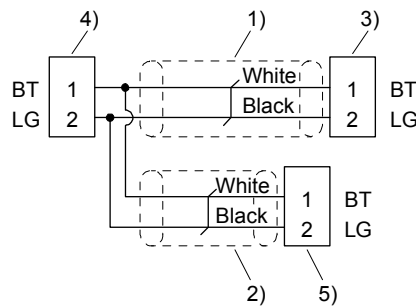 4) 1) 3)
White
BT 1 1 BT
Black
LG 2 2 LG
White
1 BT
Black
2 LG
2) 5)